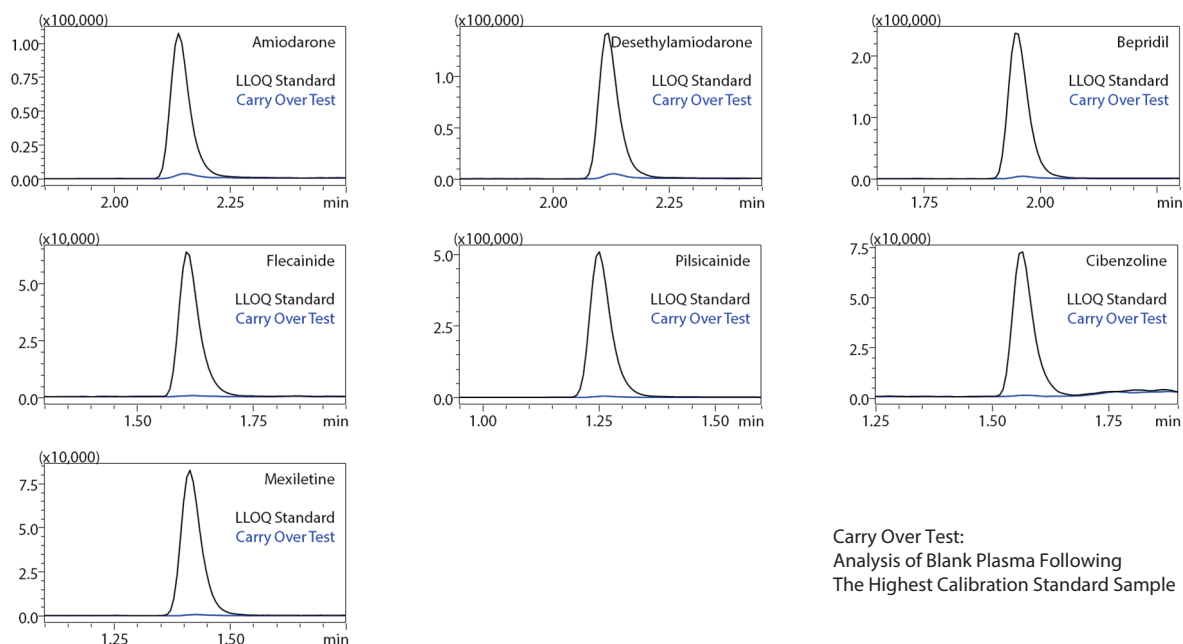 (x100,000)
Amiodarone
LLOQ Standard
Carry Over Test
1.00
0.75
0.50
0.25
0.00
2.00 2.25 min
(x100,000)
Desethylamiodarone
LLOQ Standard
Carry Over Test
1.0
0.5
0.0
2.00 2.25 min
(x100,000)
Bepridil
LLOQ Standard
Carry Over Test
2.0
1.0
0.0
1.75 2.00 min
(x10,000)
Flecainide
LLOQ Standard
Carry Over Test
5.0
2.5
0.0
1.50 1.75 min
(x100,000)
Pilsicainide
LLOQ Standard
Carry Over Test
5.0
2.5
0.0
1.00 1.25 1.50 min
(x10,000)
Cibenzoline
LLOQ Standard
Carry Over Test
7.5
5.0
2.5
0.0
1.25 1.50 1.75 min
(x10,000)
Mexiletine
LLOQ Standard
Carry Over Test
7.5
5.0
2.5
0.0
1.25 1.50 min
Carry Over Test:
Analysis of Blank Plasma Following
The Highest Calibration Standard Sample